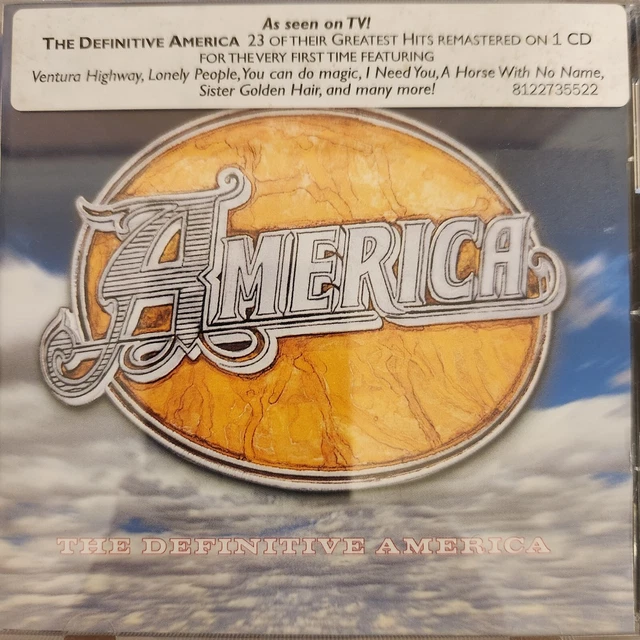 As seen on TV!
THE DEFINITIVE AMERICA 23 OF THEIR GREATEST HITS REMASTERED ON 1 CD
FOR THE VERY FIRST TIME FEATURING
Ventura Highway, Lonely People, You can do magic, I Need You, A Horse With No Name,
Sister Golden Hair, and many more! 8122735522
AMERICA
THE DEFINITIVE AMERICA